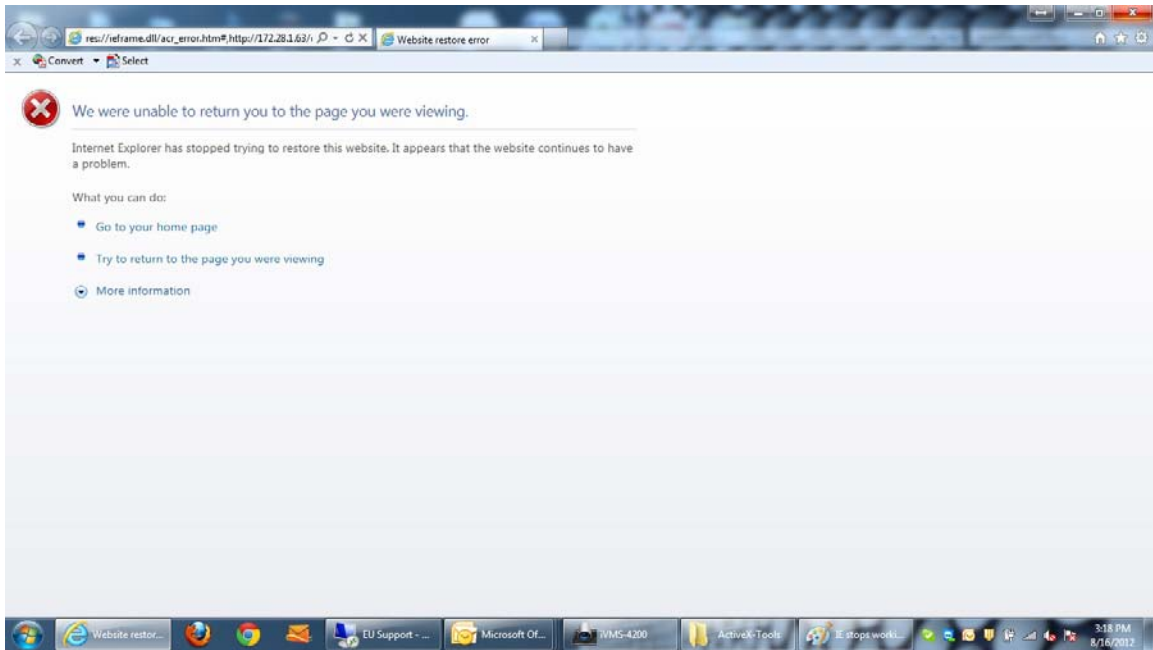 res://ieframe.dll/acr_error.htm#,http://172.28.1.63/
Website restore error
Convert
Select
We were unable to return you to the page you were viewing.
Internet Explorer has stopped trying to restore this website. It appears that the website continues to have
a problem.
What you can do:
Go to your home page
Try to return to the page you were viewing
More information
Website restor...
EU Support - ...
Microsoft Of...
iVMS-4200
ActiveX-Tools
IE stops worki...
3:18 PM
8/16/2012